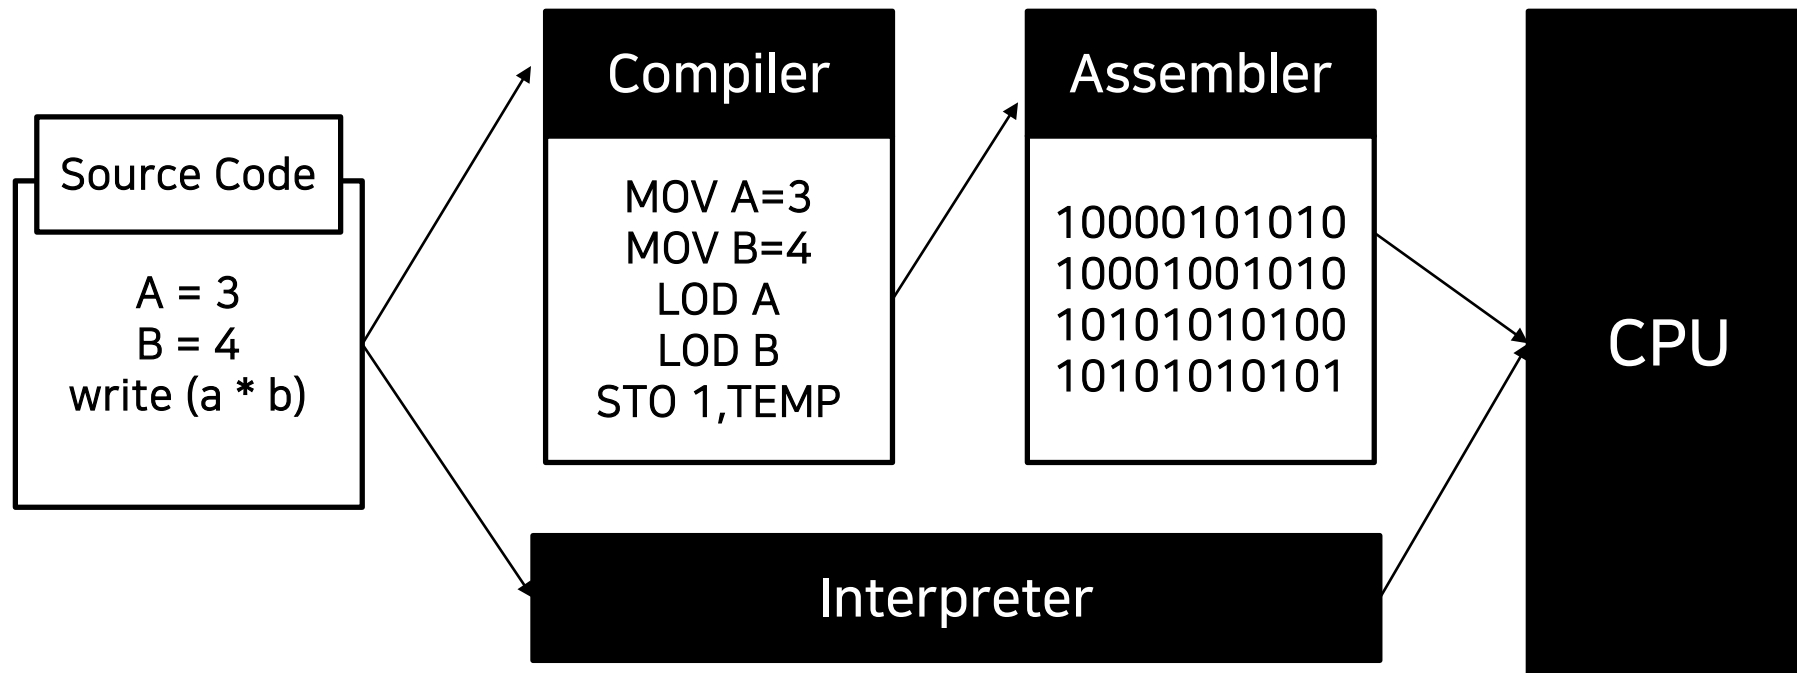 Source Code
A = 3
B = 4
write (a * b)
Compiler
MOV A=3
MOV B=4
LOD A
LOD B
STO 1,TEMP
Assembler
10000101010
10001001010
10101010100
10101010101
Interpreter
CPU